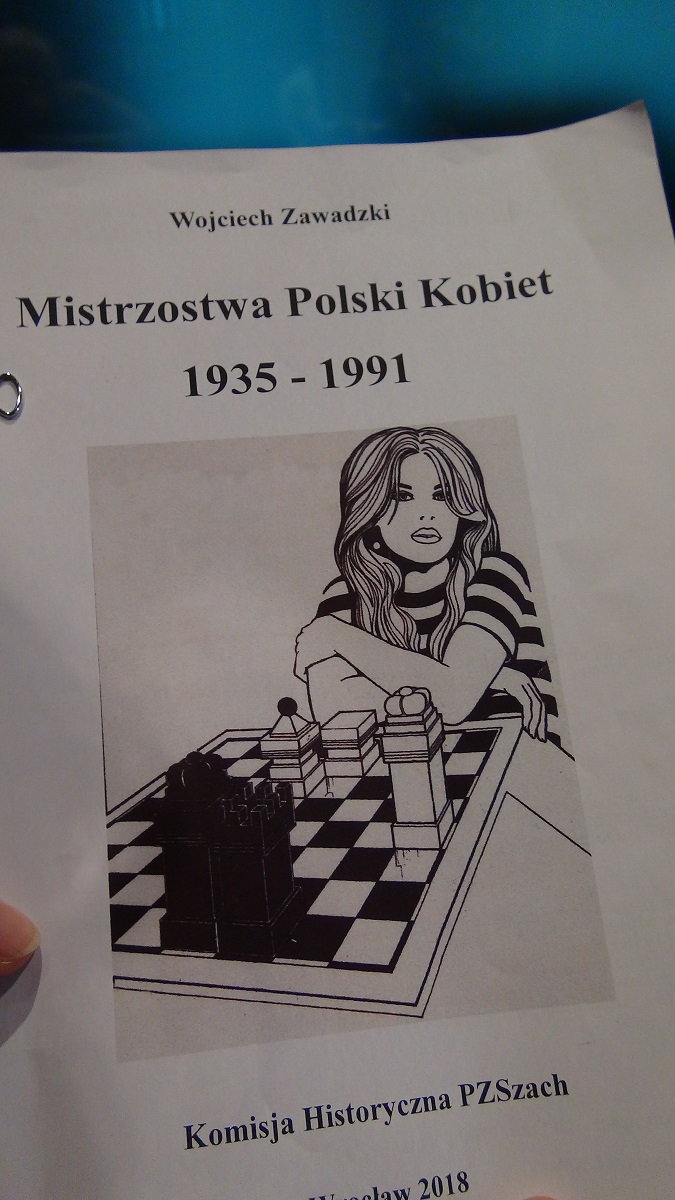 Wojciech Zawadzki
Mistrzostwa Polski Kobiet
1935 - 1991
Komisja Historyczna PZSzach
Wrocław 2018